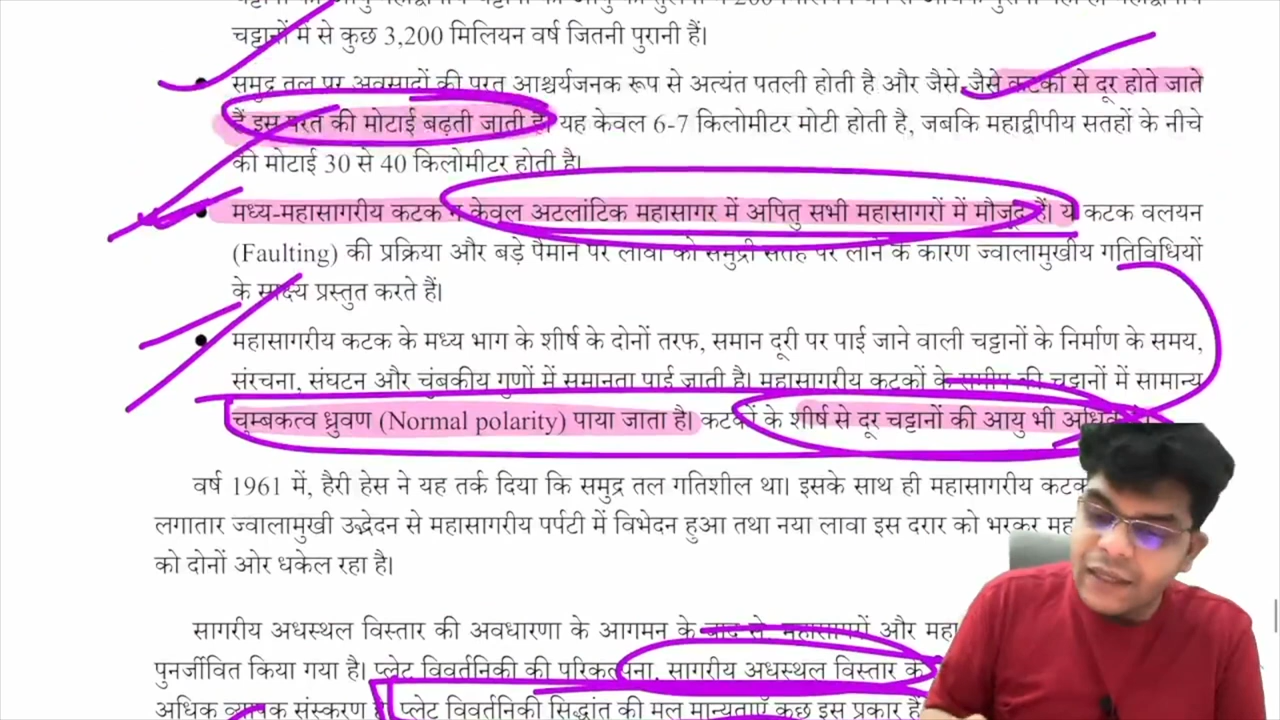 चट्टानों में से कुछ 3,200 मिलियन वर्ष जितनी पुरानी हैं।
समुद्र तल पर अवसादों की परत आश्चर्यजनक रूप से अत्यंत पतली होती है और जैसे-जैसे कटकों से दूर होते जाते
हैं इस परत की मोटाई बढ़ती जाती है। यह केवल 6-7 किलोमीटर मोटी होती है, जबकि महाद्वीपीय सतहों के नीचे
की मोटाई 30 से 40 किलोमीटर होती है।
मध्य-महासागरीय कटक न केवल अटलांटिक महासागर में अपितु सभी महासागरों में मौजूद हैं। ये कटक वलयन
(Faulting) की प्रक्रिया और बड़े पैमाने पर लावा को समुद्री सतह पर लाने के कारण ज्वालामुखीय गतिविधियों
के साक्ष्य प्रस्तुत करते हैं।
महासागरीय कटक के मध्य भाग के शीर्ष के दोनों तरफ, समान दूरी पर पाई जाने वाली चट्टानों के निर्माण के समय,
संरचना, संघटन और चुंबकीय गुणों में समानता पाई जाती है। महासागरीय कटकों के समीप की चट्टानों में सामान्य
चुम्बकत्व ध्रुवण (Normal polarity) पाया जाता है। कटकों के शीर्ष से दूर चट्टानों की आयु भी अधिक है।
वर्ष 1961 में, हैरी हेस ने यह तर्क दिया कि समुद्र तल गतिशील था। इसके साथ ही महासागरीय
लगातार ज्वालामुखी उद्भेदन से महासागरीय पर्पटी में विभेदन हुआ तथा नया लावा इस दरार को भरकर
को दोनों ओर धकेल रहा है।
सागरीय अधस्थल विस्तार की अवधारणा के आगमन के बाद से, महासागरों और
पुनर्जीवित किया गया है। प्लेट विवर्तनिकी की परिकल्पना, सागरीय अधस्थल विस्तार के
अधिक व्यापक संस्करण है। प्लेट विवर्तनिकी सिद्धांत की मूल मान्यताएँ कुछ इस प्रकार हैं